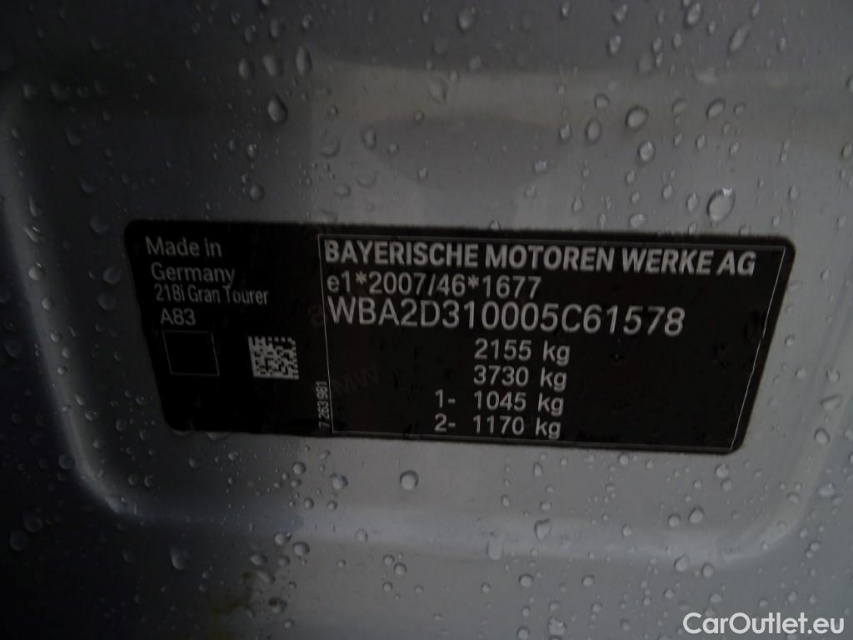 Made in
Germany
218i Gran Tourer
A83
7 263 981
BAYERISCHE MOTOREN WERKE AG
e1*2007/46*1677
WBA2D310005C61578
2155 kg
3730 kg
1- 1045 kg
2- 1170 kg
CarOutlet.eu